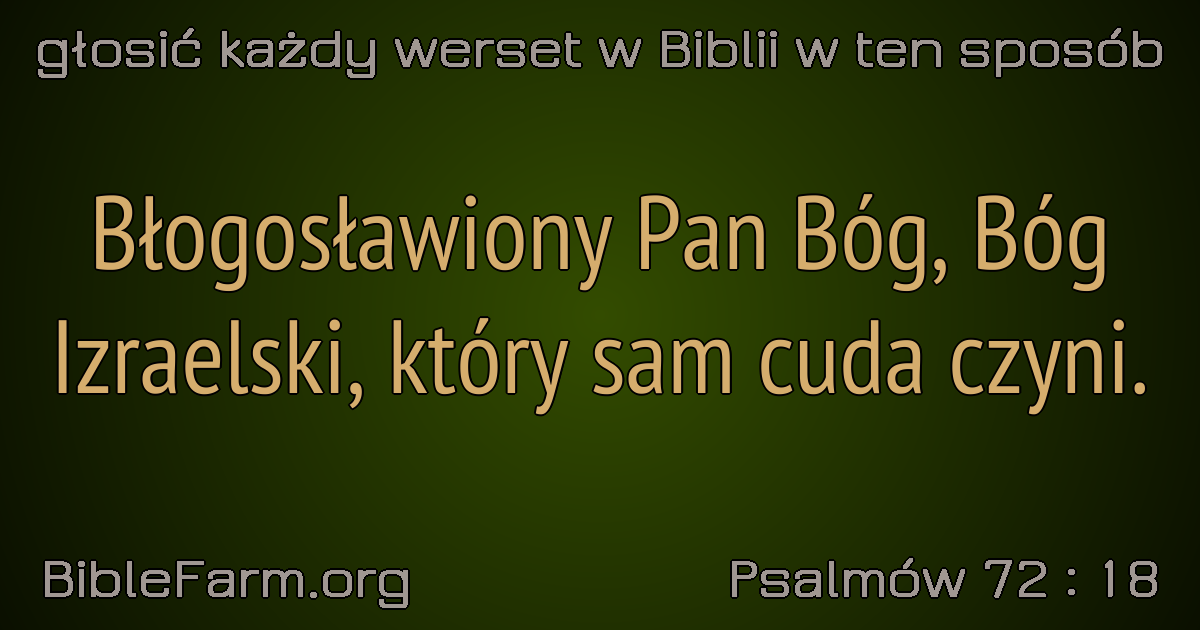 głosić każdy werset w Biblii w ten sposób
Błogosławiony Pan Bóg, Bóg
Izraelski, który sam cuda czyni.
BibleFarm.org
Psalmów 72 : 18